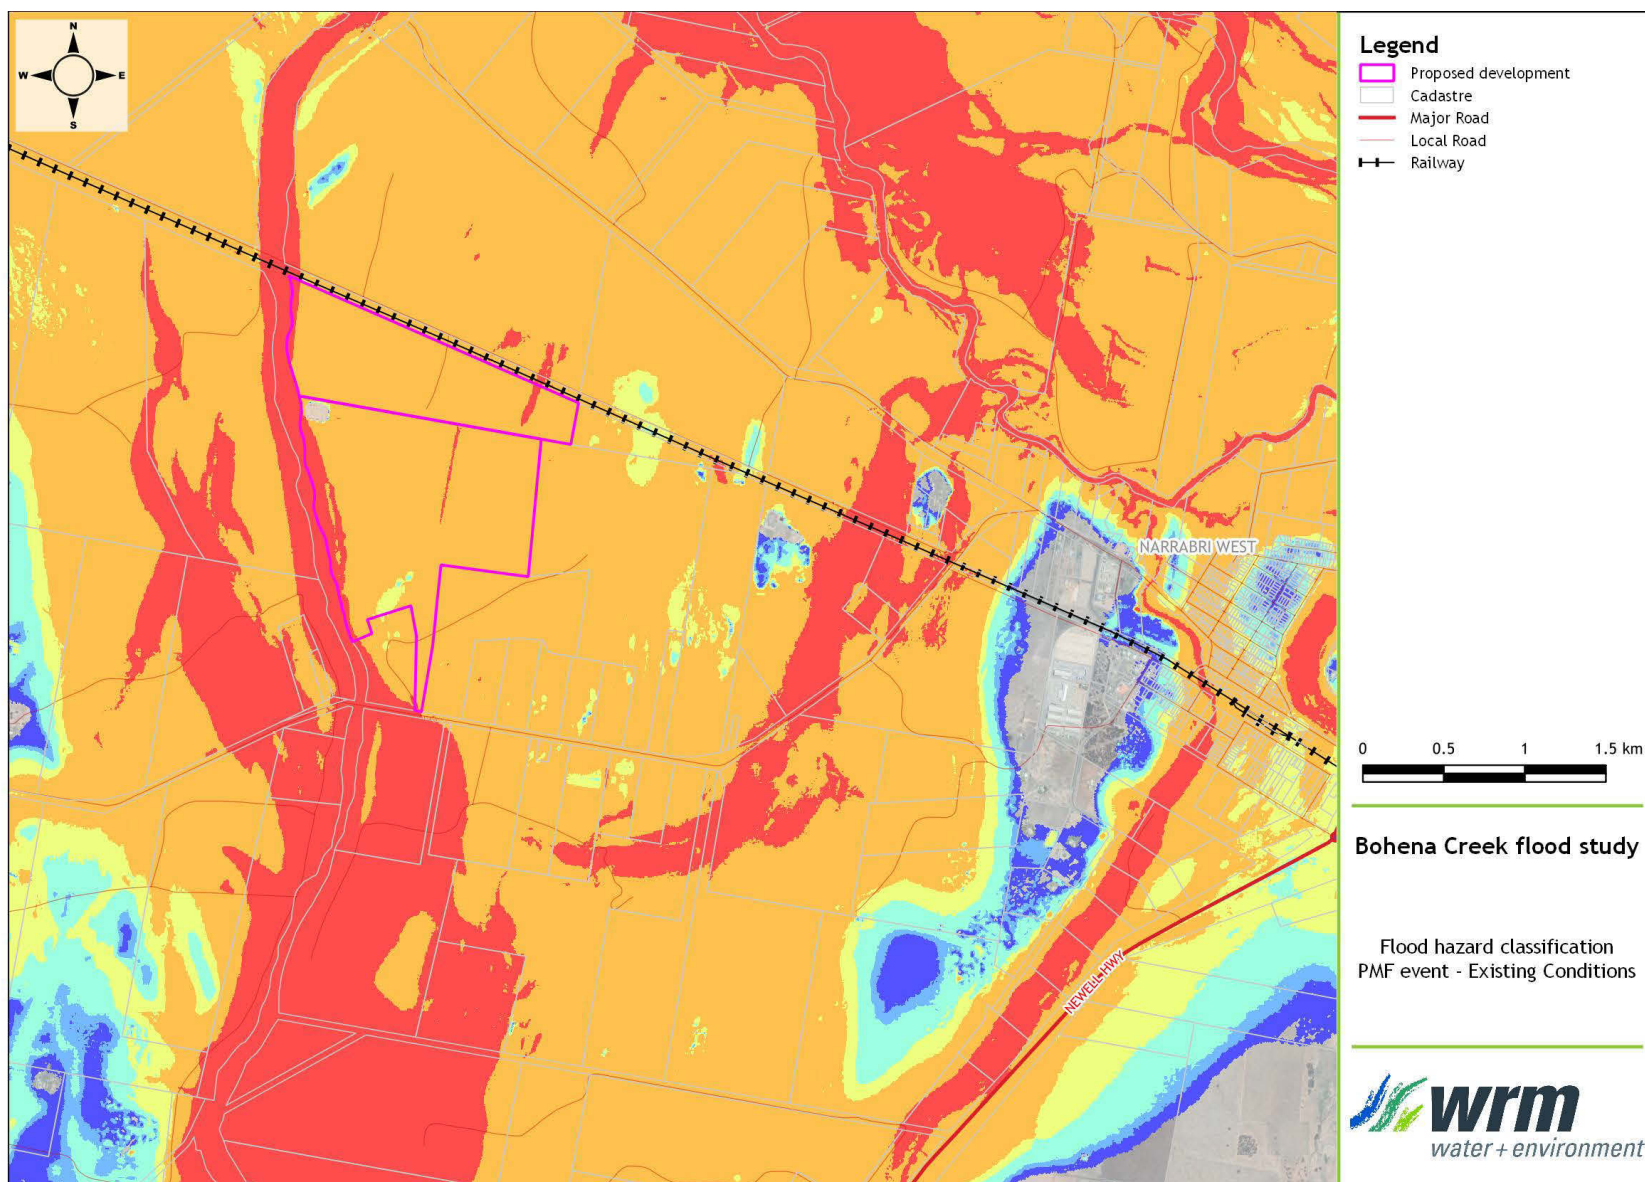 N
W E
S
NARRABRI WEST
NEWELL HWY
Legend
Proposed development
Cadastre
Major Road
Local Road
Railway
0 0.5 1 1.5 km
Bohena Creek flood study
Flood hazard classification
PMF event - Existing Conditions
wrm
water + environment